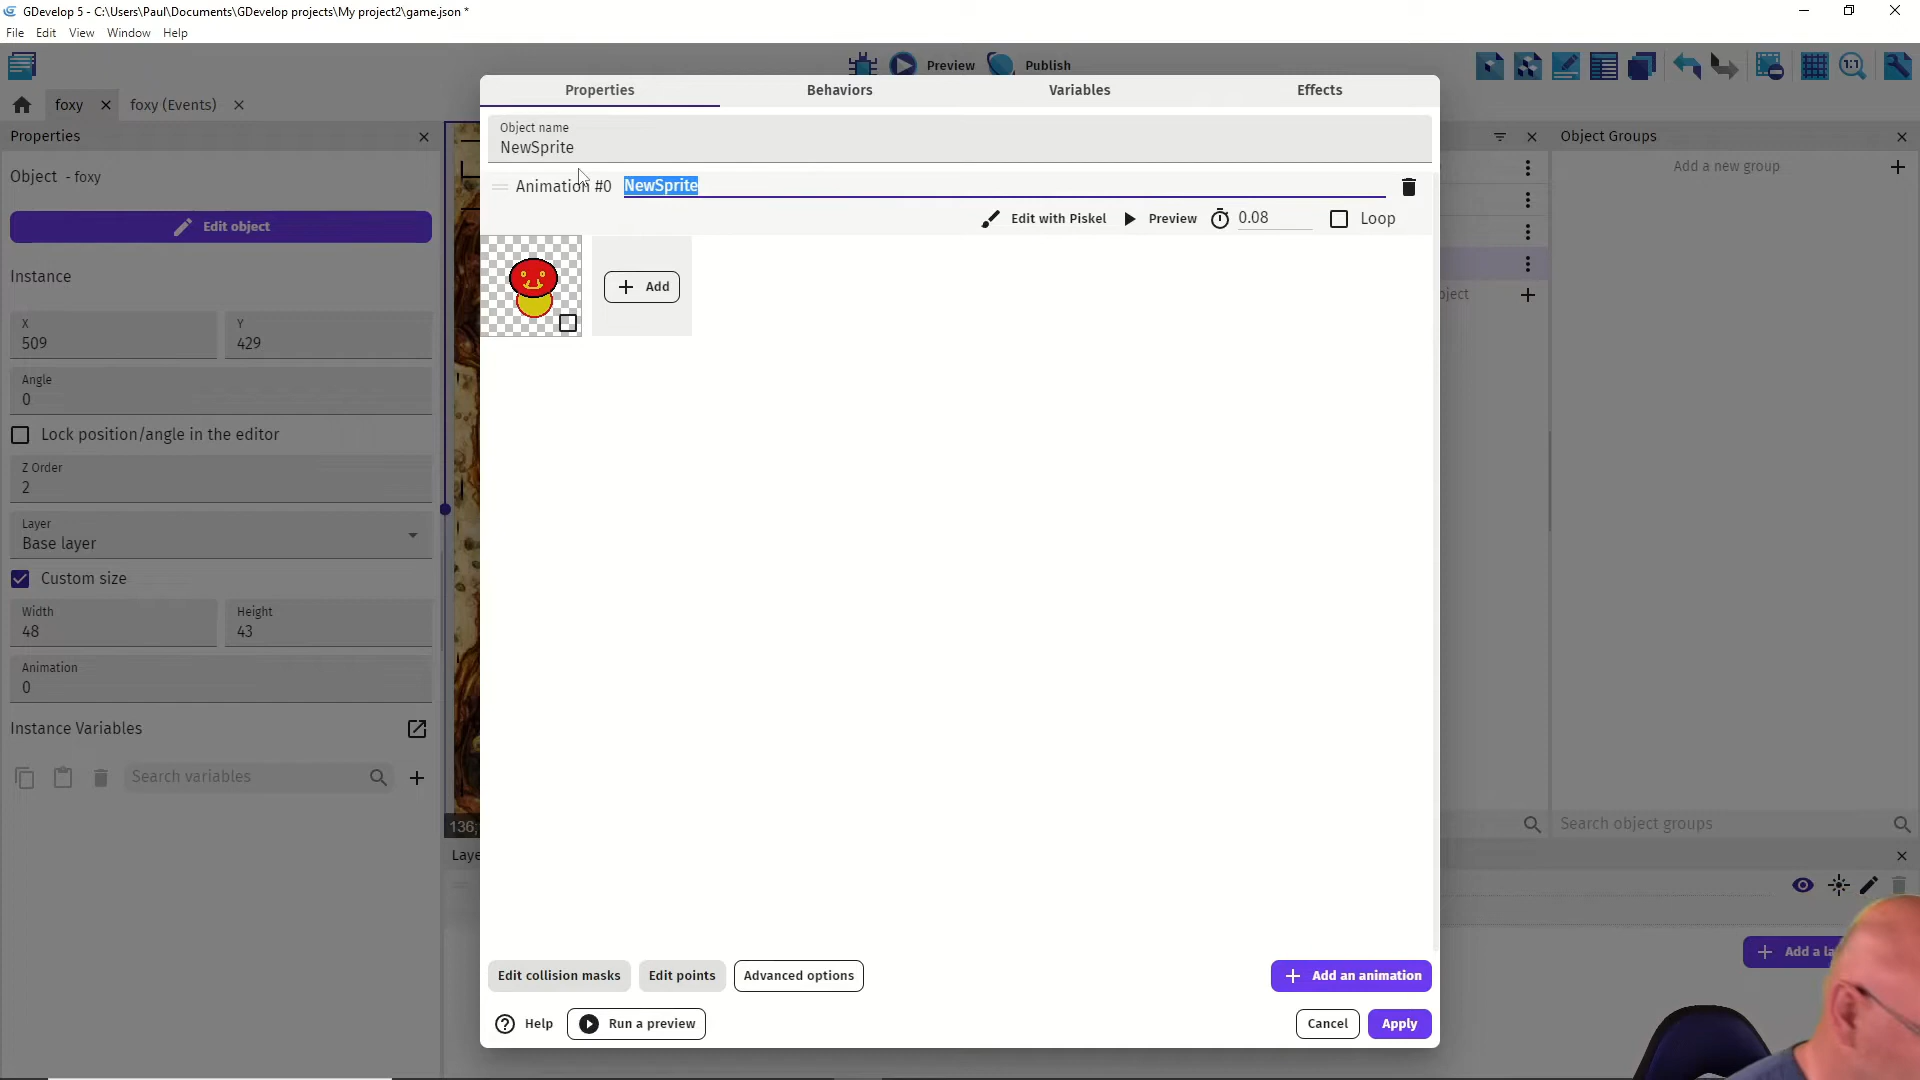 GDevelop 5 - C:\Users\Paul\Documents\GDevelop projects\My project2\game.json *
File Edit View Window Help
Preview Publish 1:1
foxy foxy (Events)
Properties
Object - foxy
Edit object
Instance
X
509
Y
429
Angle
0
Lock position/angle in the editor
Z Order
2
Layer
Base layer
Custom size
Width
48
Height
43
Animation
0
Instance Variables
Search variables
136;
Laye
Properties Behaviors Variables Effects
Object name
NewSprite
Animation #0 NewSprite
Edit with Piskel Preview 0.08 Loop
Add
Edit collision masks Edit points Advanced options Add an animation
Help Run a preview Cancel Apply
bject
Object Groups
Add a new group
Search object groups
Add a la